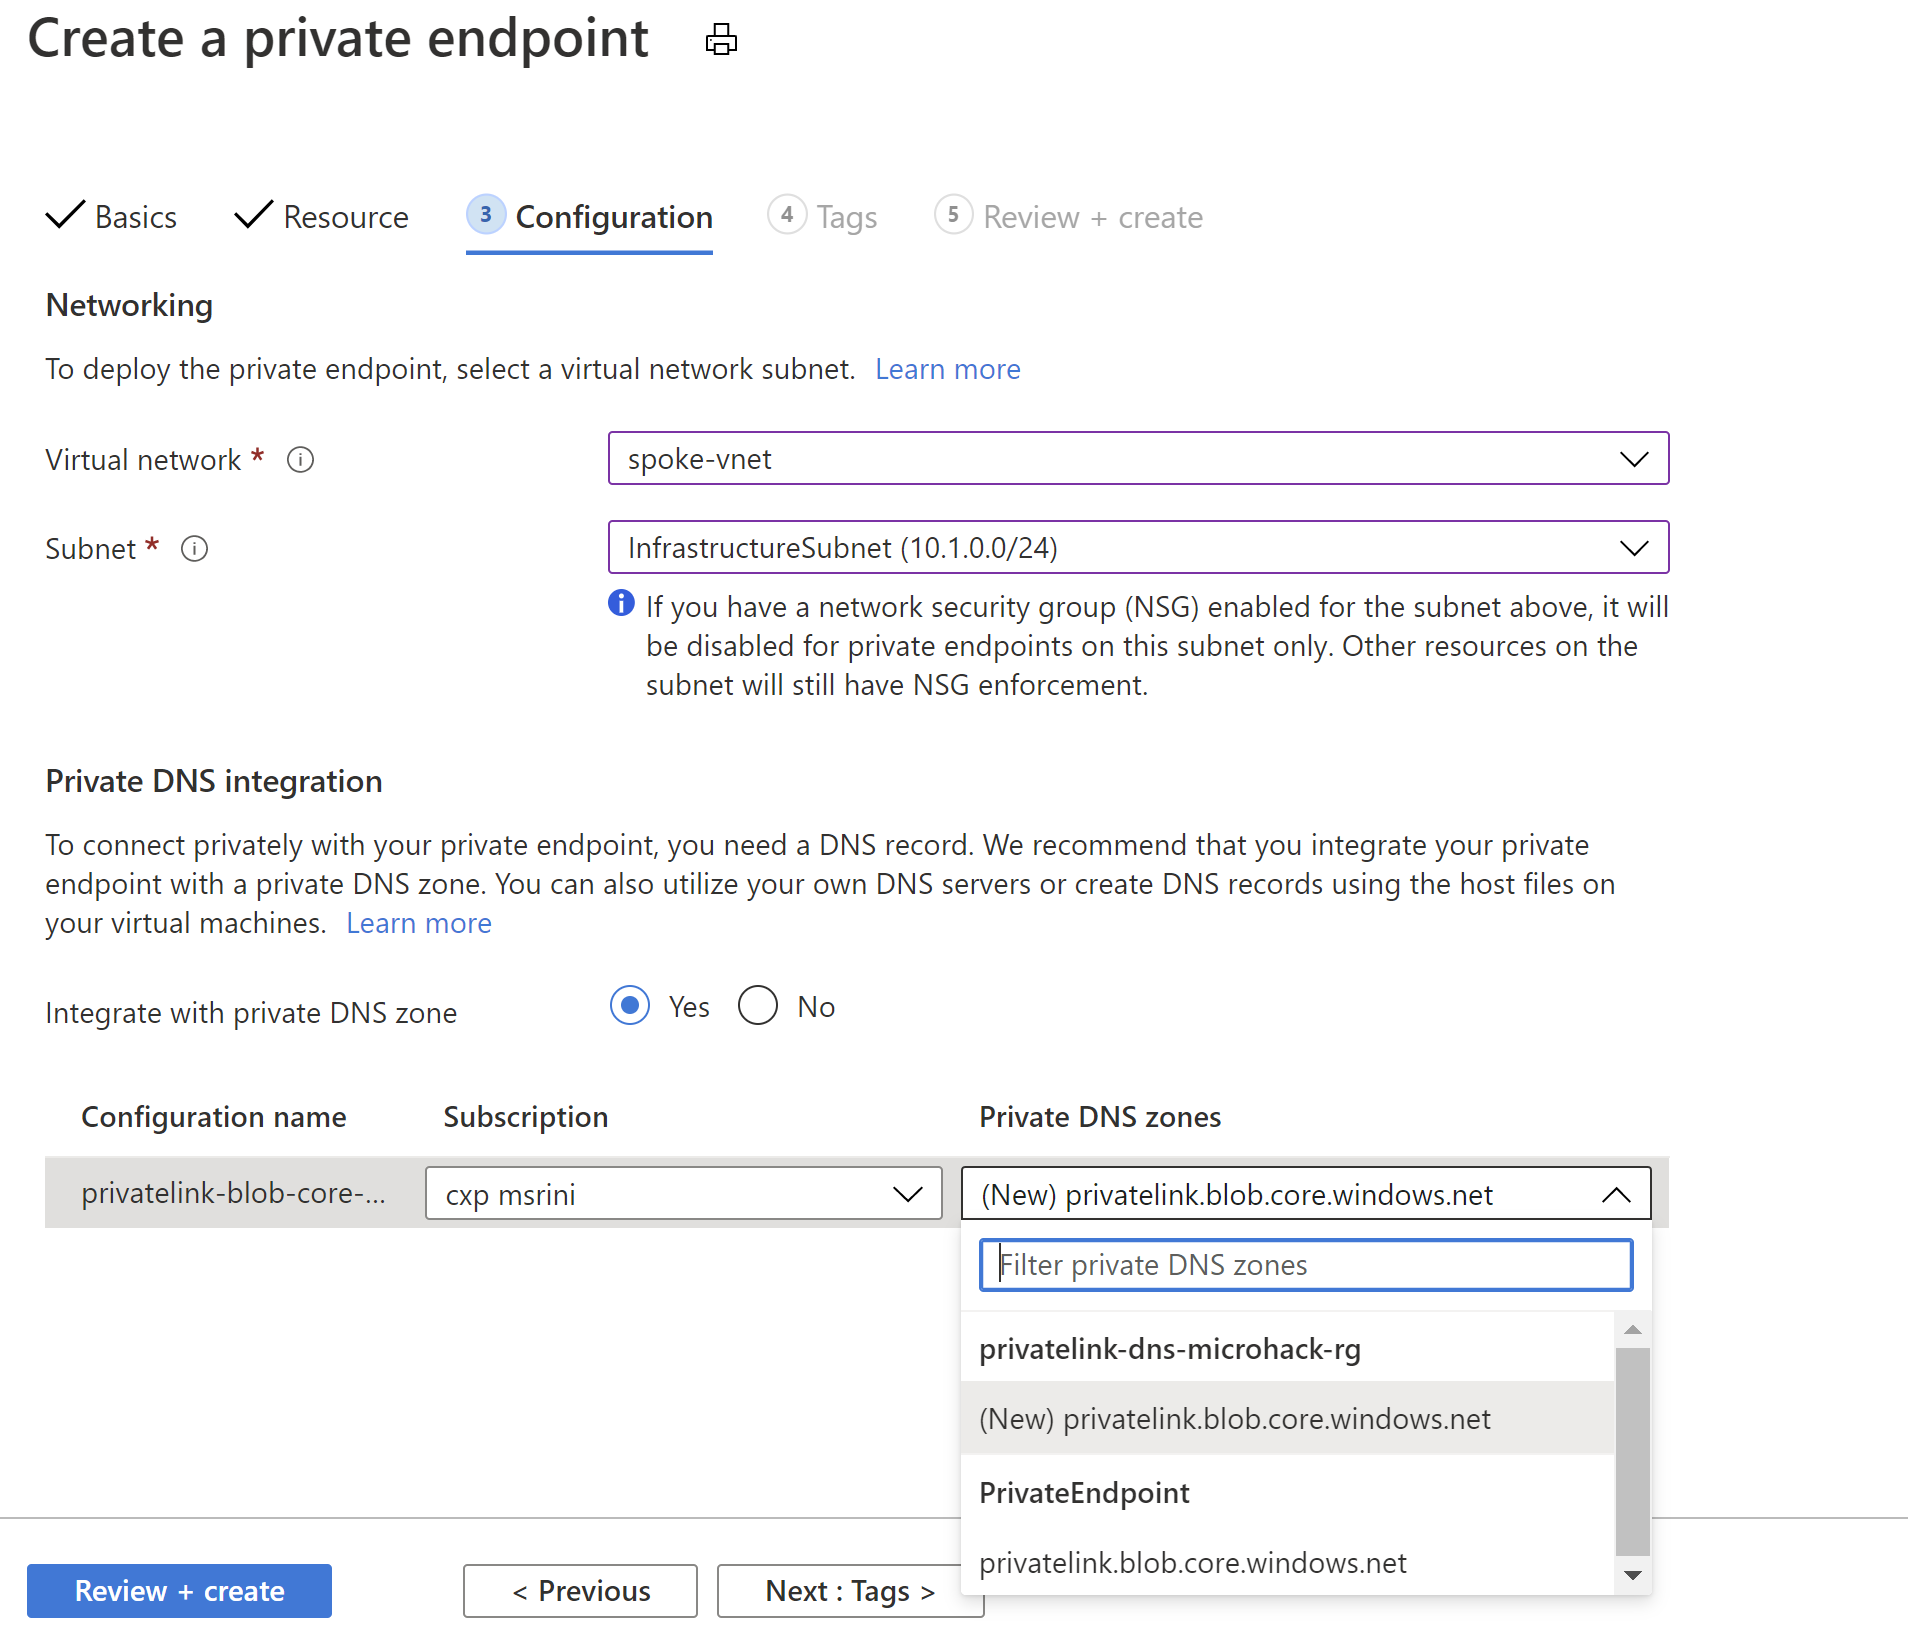 Create a private endpoint
Basics
Resource
3 Configuration
4 Tags
5 Review + create
Networking
To deploy the private endpoint, select a virtual network subnet. Learn more
Virtual network *
spoke-vnet
Subnet *
InfrastructureSubnet (10.1.0.0/24)
If you have a network security group (NSG) enabled for the subnet above, it will
be disabled for private endpoints on this subnet only. Other resources on the
subnet will still have NSG enforcement.
Private DNS integration
To connect privately with your private endpoint, you need a DNS record. We recommend that you integrate your private
endpoint with a private DNS zone. You can also utilize your own DNS servers or create DNS records using the host files on
your virtual machines. Learn more
Integrate with private DNS zone
Yes
No
Configuration name
Subscription
Private DNS zones
privatelink-blob-core-...
cxp msrini
(New) privatelink.blob.core.windows.net
Filter private DNS zones
privatelink-dns-microhack-rg
(New) privatelink.blob.core.windows.net
PrivateEndpoint
privatelink.blob.core.windows.net
Review + create
< Previous
Next : Tags >